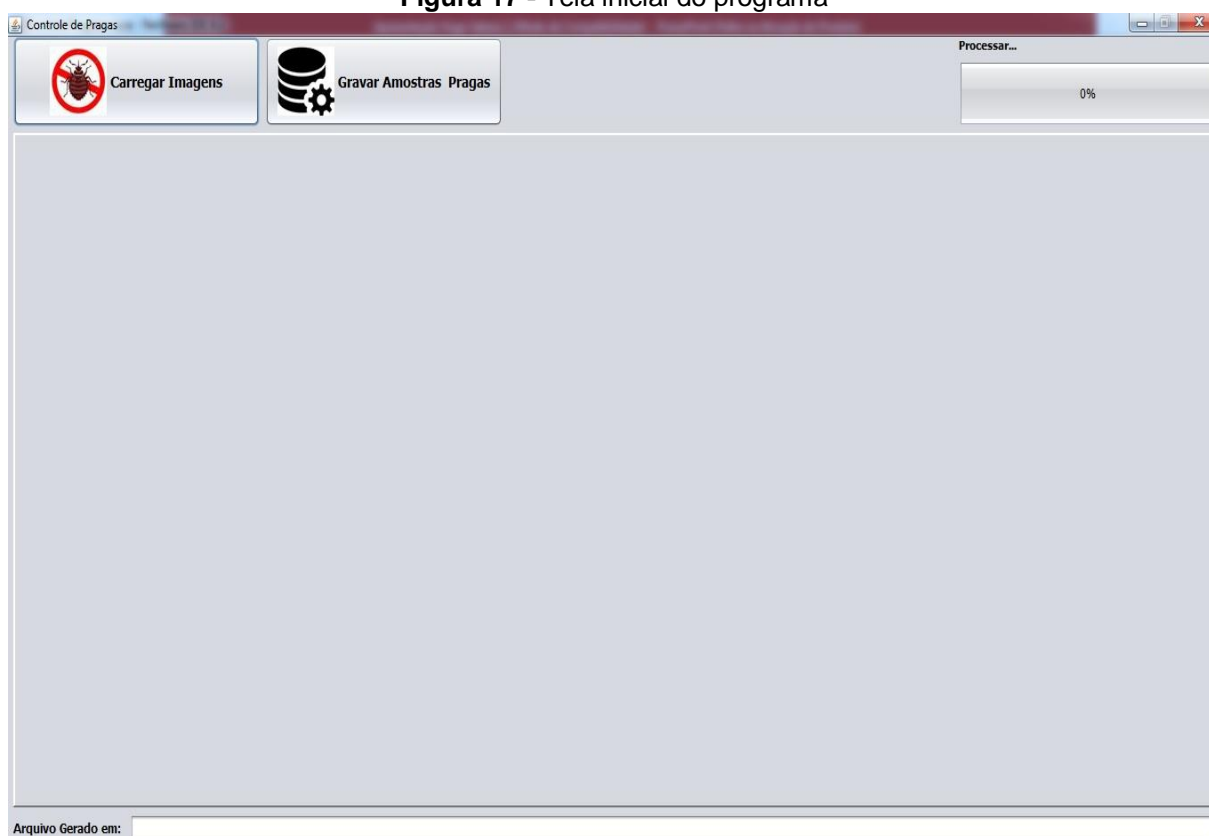 Figura 17 - Tela inicial do programa
Controle de Pragas
Processar...
Carregar Imagens
Gravar Amostras Pragas
0%
Arquivo Gerado em: